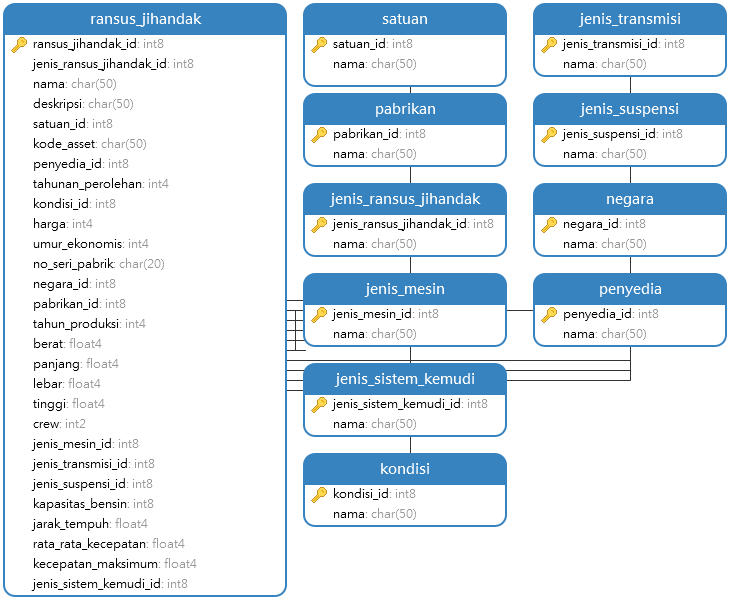 ransus_jihandak
ransus_jihandak_id: int8
jenis_ransus_jihandak_id: int8
nama: char(50)
deskripsi: char(50)
satuan_id: int8
kode_asset: char(50)
penyedia_id: int8
tahunan_perolehan: int4
kondisi_id: int8
harga: int4
umur_ekonomis: int4
no_seri_pabrik: char(20)
negara_id: int8
pabrikan_id: int8
tahun_produksi: int4
berat: float4
panjang: float4
lebar: float4
tinggi: float4
crew: int2
jenis_mesin_id: int8
jenis_transmisi_id: int8
jenis_suspensi_id: int8
kapasitas_bensin: int8
jarak_tempuh: float4
rata_rata_kecepatan: float4
kecepatan_maksimum: float4
jenis_sistem_kemudi_id: int8
satuan
satuan_id: int8
nama: char(50)
pabrikan
pabrikan_id: int8
nama: char(50)
jenis_ransus_jihandak
jenis_ransus_jihandak_id: int8
nama: char(50)
jenis_mesin
jenis_mesin_id: int8
nama: char(50)
jenis_sistem_kemudi
jenis_sistem_kemudi_id: int8
nama: char(50)
kondisi
kondisi_id: int8
nama: char(50)
jenis_transmisi
jenis_transmisi_id: int8
nama: char(50)
jenis_suspensi
jenis_suspensi_id: int8
nama: char(50)
negara
negara_id: int8
nama: char(50)
penyedia
penyedia_id: int8
nama: char(50)